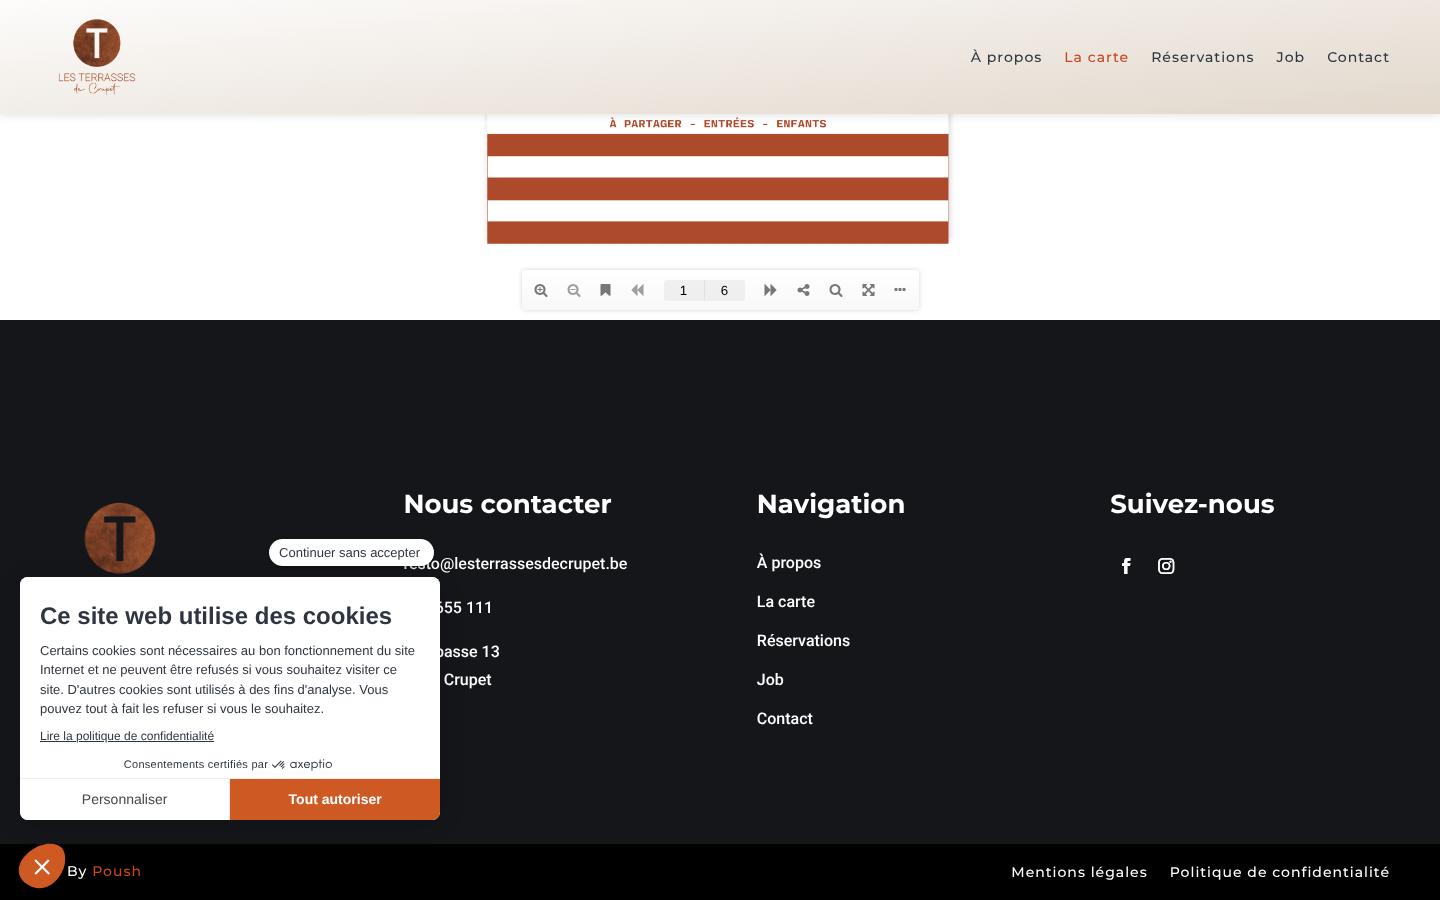 T
LES TERRASSES
de Crupet
À propos
La carte
Réservations
Job
Contact
À PARTAGER - ENTRÉES - ENFANTS
1
6
T
Nous contacter
@lesterrassesdecrupet.be
655 111
13
Crupet
Navigation
À propos
La carte
Réservations
Job
Contact
Suivez-nous
Continuer sans accepter
Ce site web utilise des cookies
Certains cookies sont nécessaires au bon fonctionnement du site
Internet et ne peuvent être refusés si vous souhaitez visiter ce
site. D'autres cookies sont utilisés à des fins d'analyse. Vous
pouvez tout à fait les refuser si vous le souhaitez.
Lire la politique de confidentialité
Consentements certifiés par axeptio
Personnaliser
Tout autoriser
By Poush
Mentions légales
Politique de confidentialité